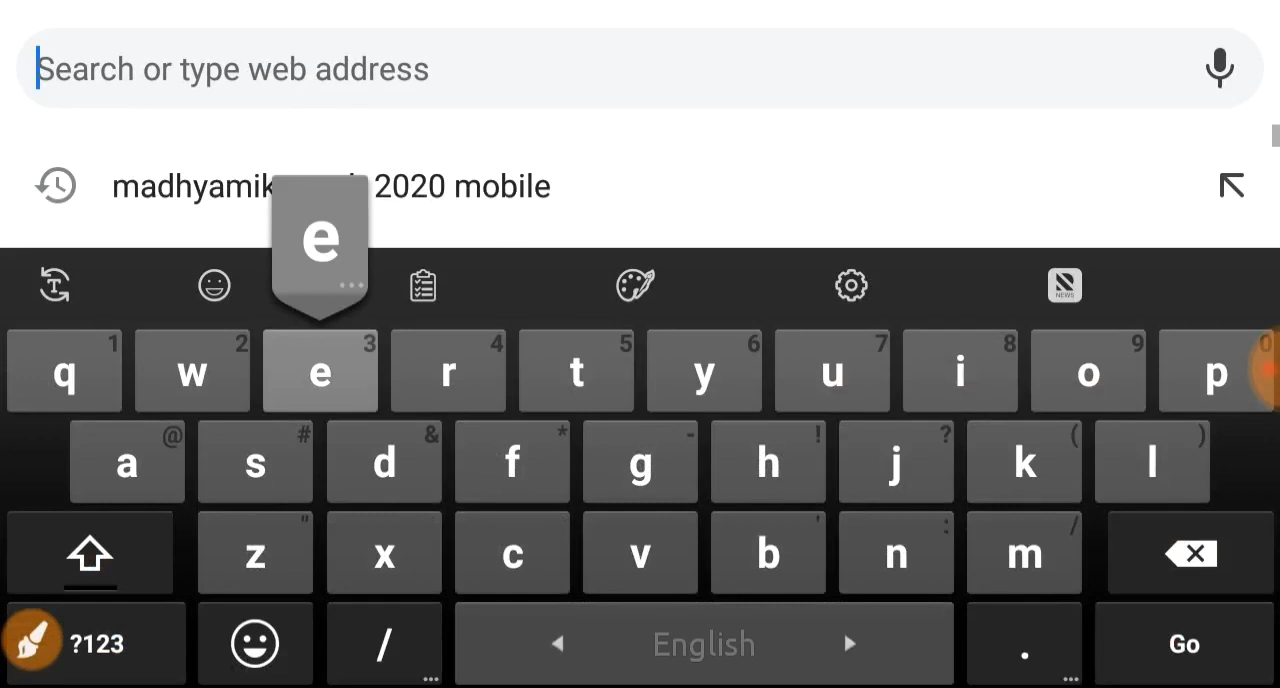 Search or type web address
madhyamik 2020 mobile
e
NEWS
q 1 w 2 e 3 r 4 t 5 y 6 u 7 i 8 o 9 p 0
a @ s # d & f * g - h ! j ? k ( l )
z " x c v b ' n : m /
?123 / English . Go